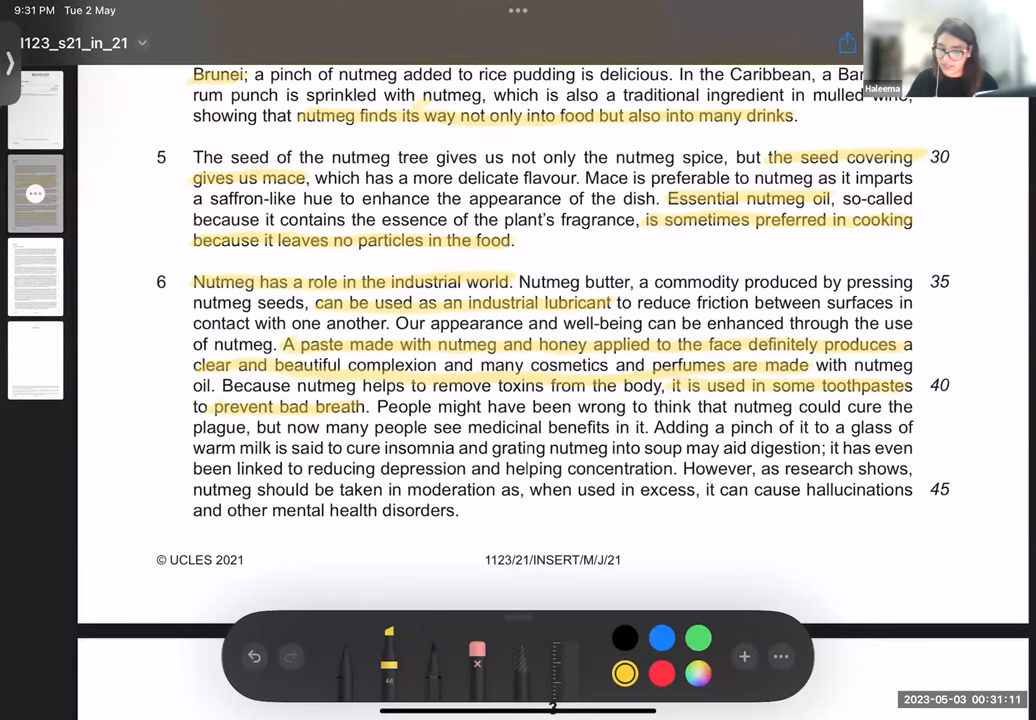 9:31 PM Tue 2 May
1123_s21_in_21
Haleema
Brunei; a pinch of nutmeg added to rice pudding is delicious. In the Caribbean, a
rum punch is sprinkled with nutmeg, which is also a traditional ingredient in mulled wine,
showing that nutmeg finds its way not only into food but also into many drinks.
5 The seed of the nutmeg tree gives us not only the nutmeg spice, but the seed covering 30
gives us mace, which has a more delicate flavour. Mace is preferable to nutmeg as it imparts
a saffron-like hue to enhance the appearance of the dish. Essential nutmeg oil, so-called
because it contains the essence of the plant's fragrance, is sometimes preferred in cooking
because it leaves no particles in the food.
6 Nutmeg has a role in the industrial world. Nutmeg butter, a commodity produced by pressing 35
nutmeg seeds, can be used as an industrial lubricant to reduce friction between surfaces in
contact with one another. Our appearance and well-being can be enhanced through the use
of nutmeg. A paste made with nutmeg and honey applied to the face definitely produces a
clear and beautiful complexion and many cosmetics and perfumes are made with nutmeg
oil. Because nutmeg helps to remove toxins from the body, it is used in some toothpastes 40
to prevent bad breath. People might have been wrong to think that nutmeg could cure the
plague, but now many people see medicinal benefits in it. Adding a pinch of it to a glass of
warm milk is said to cure insomnia and grating nutmeg into soup may aid digestion; it has even
been linked to reducing depression and helping concentration. However, as research shows,
nutmeg should be taken in moderation as, when used in excess, it can cause hallucinations 45
and other mental health disorders.
© UCLES 2021 1123/21/INSERT/M/J/21
46
3
2023-05-03 00:31:11